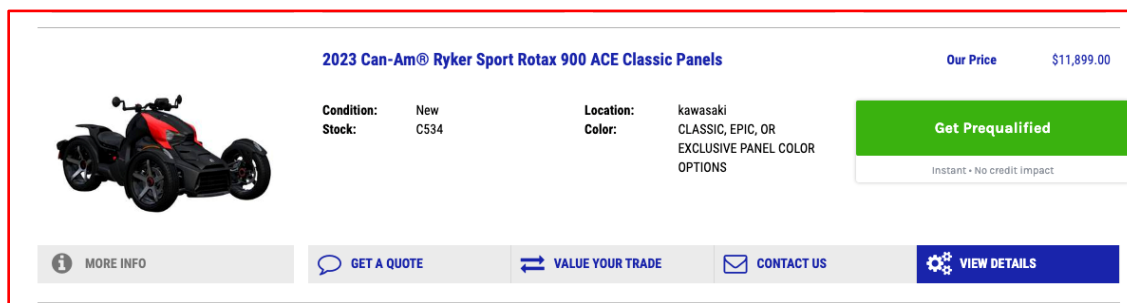 2023 Can-Am® Ryker Sport Rotax 900 ACE Classic Panels
Our Price $11,899.00
Condition: New
Stock: C534
Location: kawasaki
Color: CLASSIC, EPIC, OR
EXCLUSIVE PANEL COLOR
OPTIONS
Get Prequalified
Instant • No credit impact
MORE INFO
GET A QUOTE
VALUE YOUR TRADE
CONTACT US
VIEW DETAILS